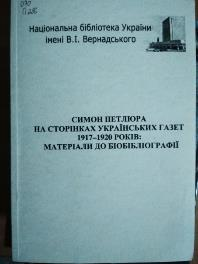 Національна бібліотека України
імені В.І. Вернадського
СИМОН ПЕТЛЮРА
НА СТОРІНКАХ УКРАЇНСЬКИХ ГАЗЕТ
1917–1920 РОКІВ:
МАТЕРІАЛИ ДО БІОБІБЛІОГРАФІЇ